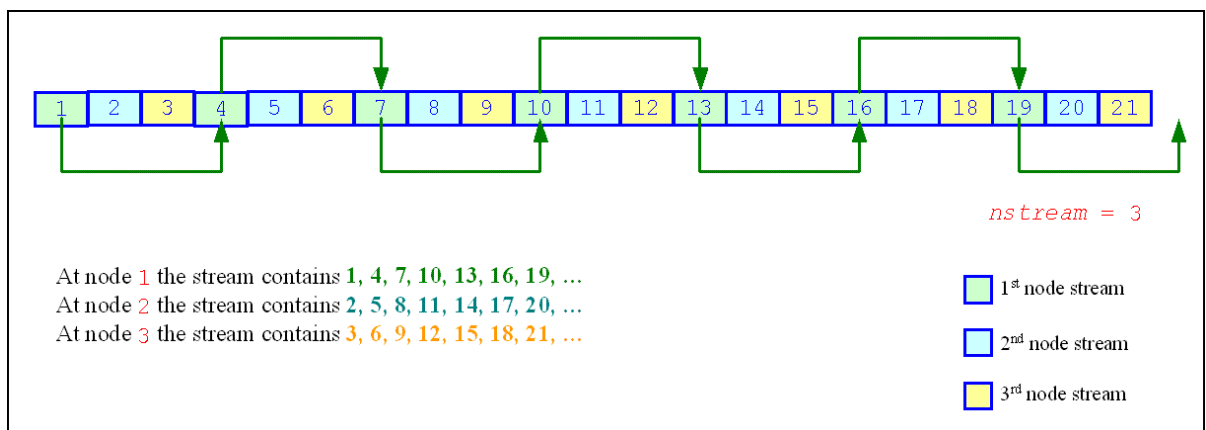 1 2 3 4 5 6 7 8 9 10 11 12 13 14 15 16 17 18 19 20 21
nstream = 3
At node 1 the stream contains 1, 4, 7, 10, 13, 16, 19, ...
At node 2 the stream contains 2, 5, 8, 11, 14, 17, 20, ...
At node 3 the stream contains 3, 6, 9, 12, 15, 18, 21, ...
1st node stream
2nd node stream
3rd node stream